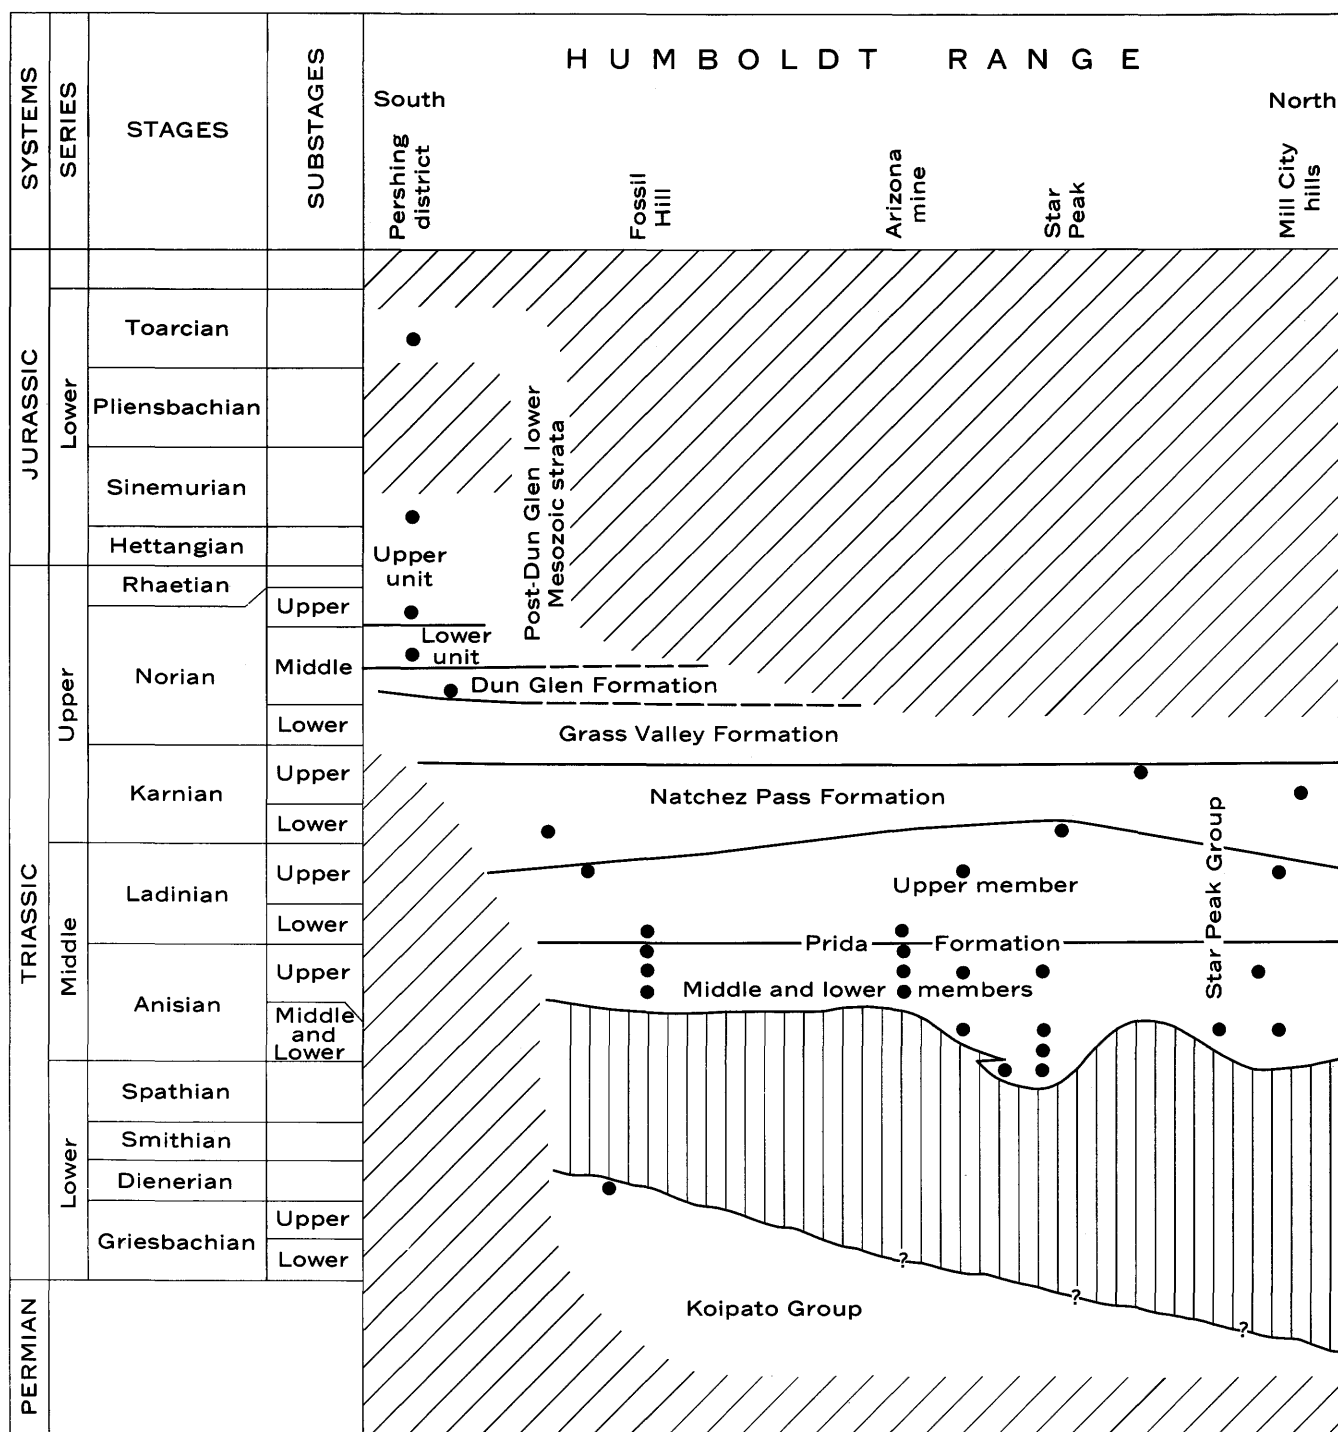 HUMBOLDT RANGE
SYSTEMS
SERIES
STAGES
SUBSTAGES
South
North
Pershing
district
Fossil
Hill
Arizona
mine
Star
Peak
Mill City
hills
JURASSIC
Lower
Toarcian
Pliensbachian
Sinemurian
Hettangian
Post-Dun Glen lower
Mesozoic strata
Upper
unit
TRIASSIC
Upper
Rhaetian
Upper
Lower
unit
Norian
Middle
Dun Glen Formation
Lower
Grass Valley Formation
Karnian
Upper
Natchez Pass Formation
Lower
Star Peak Group
Middle
Ladinian
Upper
Upper member
Lower
Prida Formation
Anisian
Upper
Middle and lower members
Middle
and
Lower
Lower
Spathian
Smithian
Dienerian
Griesbachian
Upper
Lower
?
?
?
Koipato Group
PERMIAN